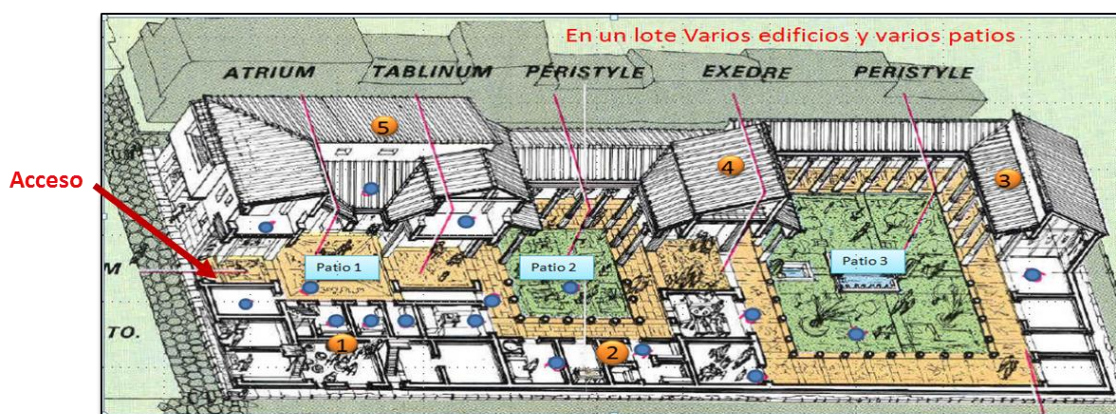 En un lote Varios edificios y varios patios
ATRIUM TABLINUM PERISTYLE EXEDRE PERISTYLE
5
4
3
Acceso
M
Patio 1
Patio 2
Patio 3
TO.
1
2